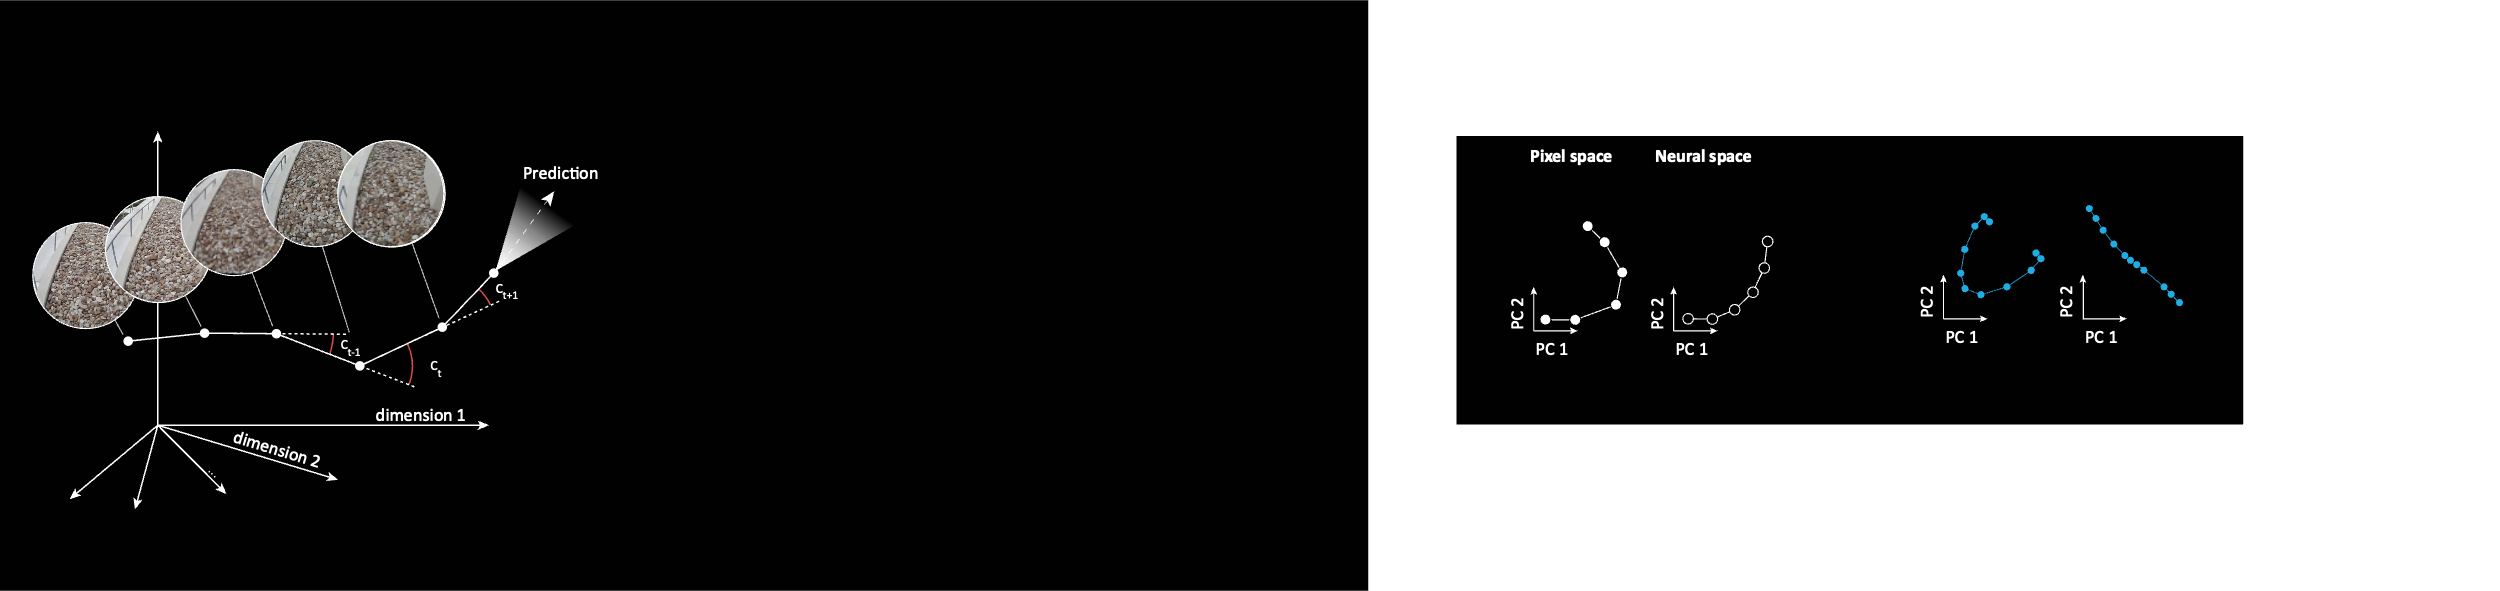 Prediction
C t+1
C t-1
C t
dimension 1
dimension 2
...
Pixel space
Neural space
PC 2
PC 1
PC 2
PC 1
PC 2
PC 1
PC 2
PC 1